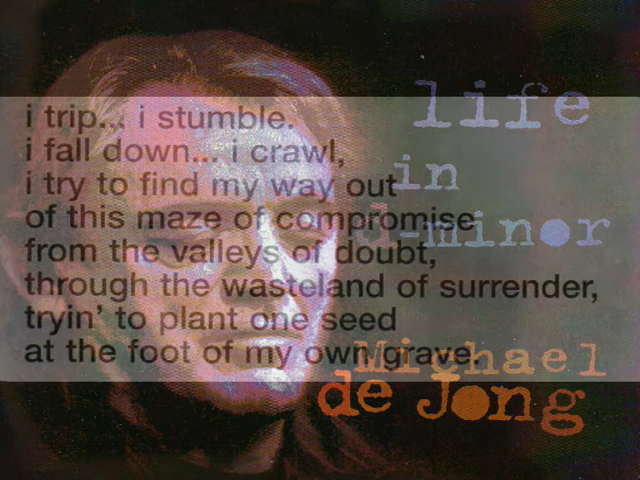 i trip... i stumble.
i fall down... i crawl,
i try to find my way out
of this maze of compromise
from the valleys of doubt,
through the wasteland of surrender,
tryin' to plant one seed
at the foot of my own grave.
life
in
d-minor
Michael
de Jong